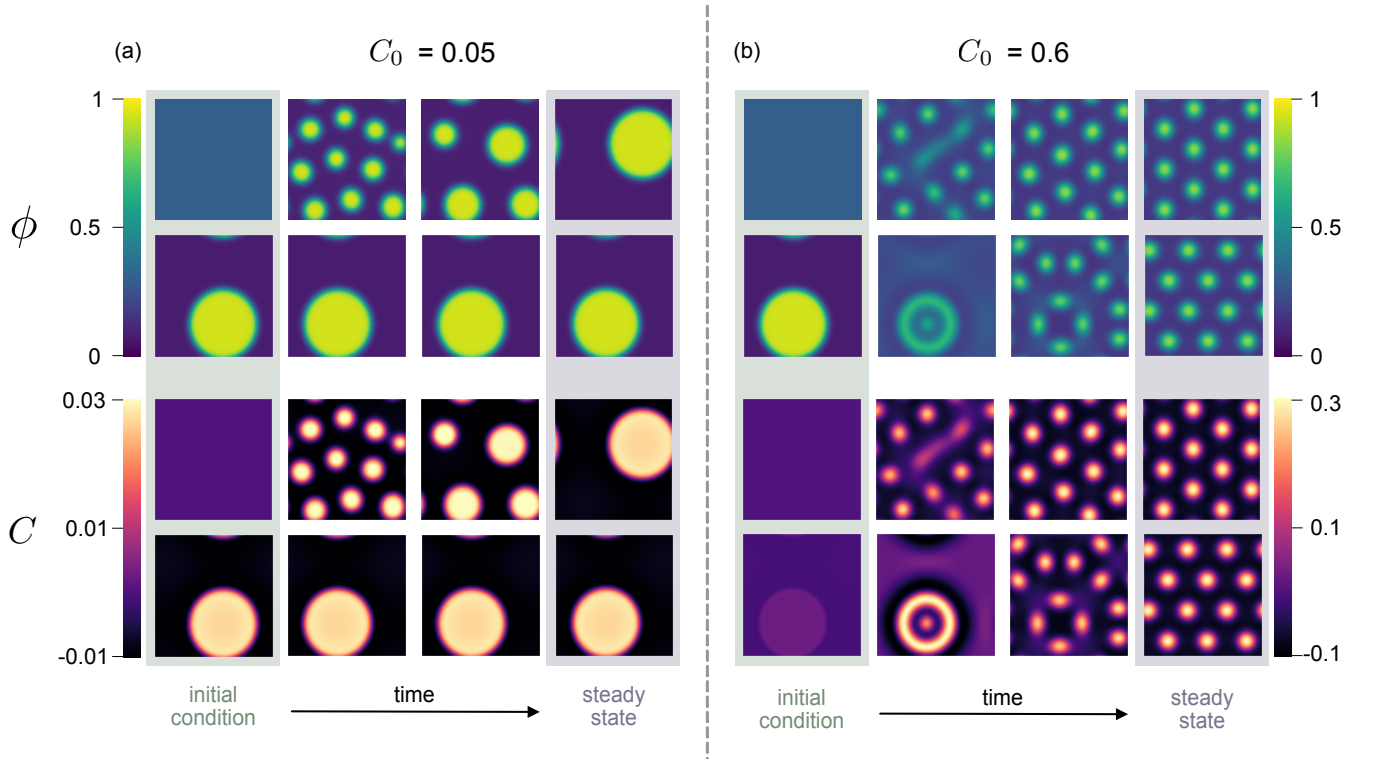 (a)
C₀ = 0.05
(b)
C₀ = 0.6
1
0.5
0
ϕ
1
0.5
0
0.03
0.01
-0.01
C
0.3
0.1
-0.1
initial
condition
time
steady
state
initial
condition
time
steady
state